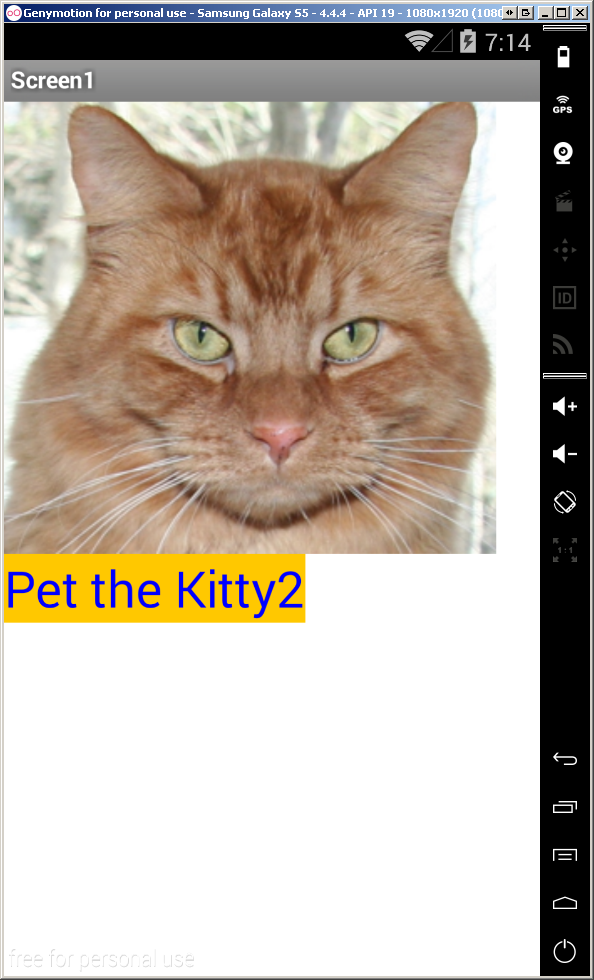 Genymotion for personal use - Samsung Galaxy S5 - 4.4.4 - API 19 - 1080x1920 (108
7:14
Screen1
GPS
ID
1:1
Pet the Kitty2
free for personal use